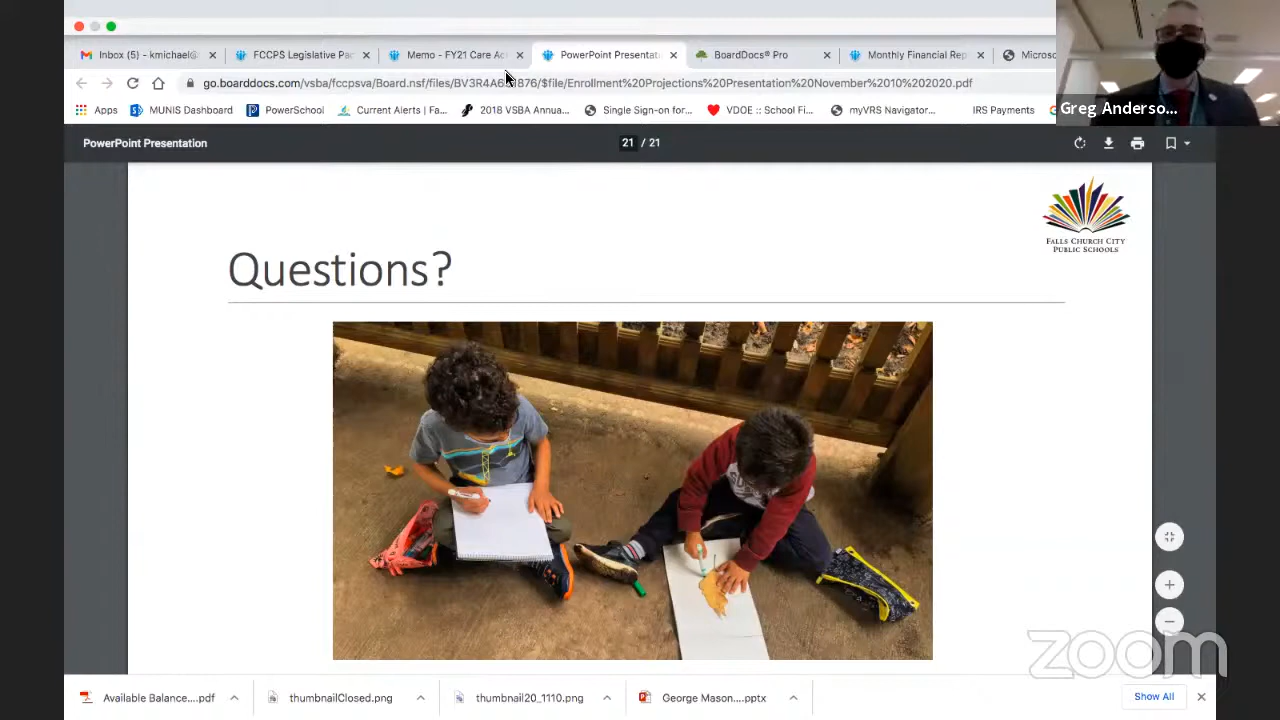 Inbox (5) - kmichael@
FCCPS Legislative Pac
Memo - FY21 Care Ac
PowerPoint Presentati
BoardDocs® Pro
Monthly Financial Rep
Microso
go.boarddocs.com/vsba/fccpsva/Board.nsf/files/
876/$file/Enrollment%20Projections%20Presentation%20November%2010%202020.pdf
Apps
MUNIS Dashboard
PowerSchool
Current Alerts | Fa...
2018 VSBA Annua...
Single Sign-on for...
VDOE :: School Fi...
myVRS Navigator...
IRS Payments
Greg Anderso...
PowerPoint Presentation
21 / 21
FALLS CHURCH CITY
PUBLIC SCHOOLS
Questions?
zoom
Available Balance....pdf
thumbnailClosed.png
thumbnail20_1110.png
George Mason....pptx
Show All